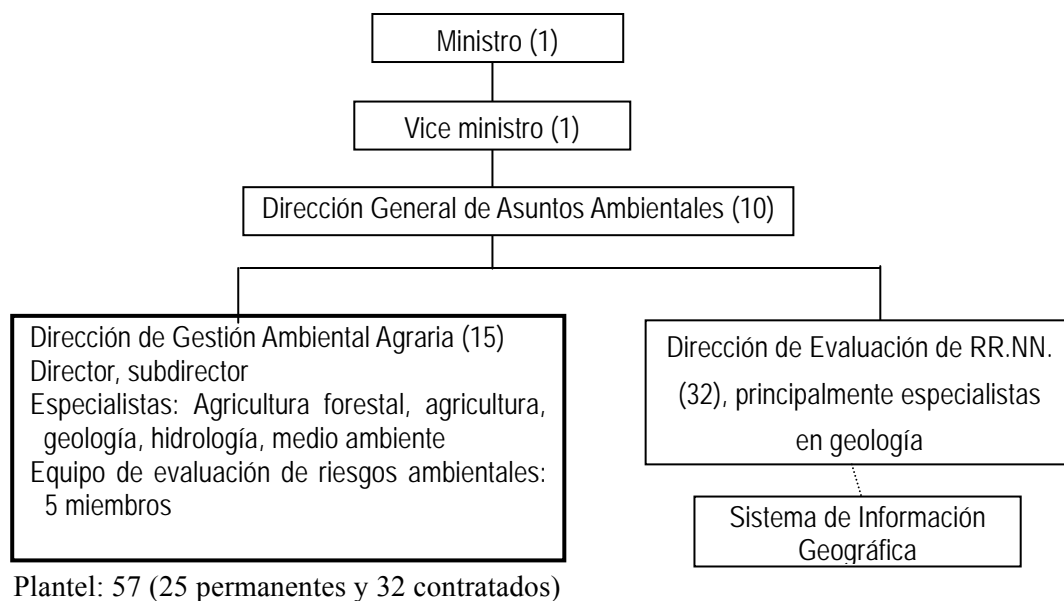 Ministro (1)
Vice ministro (1)
Dirección General de Asuntos Ambientales (10)
Dirección de Gestión Ambiental Agraria (15)
Director, subdirector
Especialistas: Agricultura forestal, agricultura,
geología, hidrología, medio ambiente
Equipo de evaluación de riesgos ambientales:
5 miembros
Dirección de Evaluación de RR.NN.
(32), principalmente especialistas
en geología
Sistema de Información
Geográfica
Plantel: 57 (25 permanentes y 32 contratados)